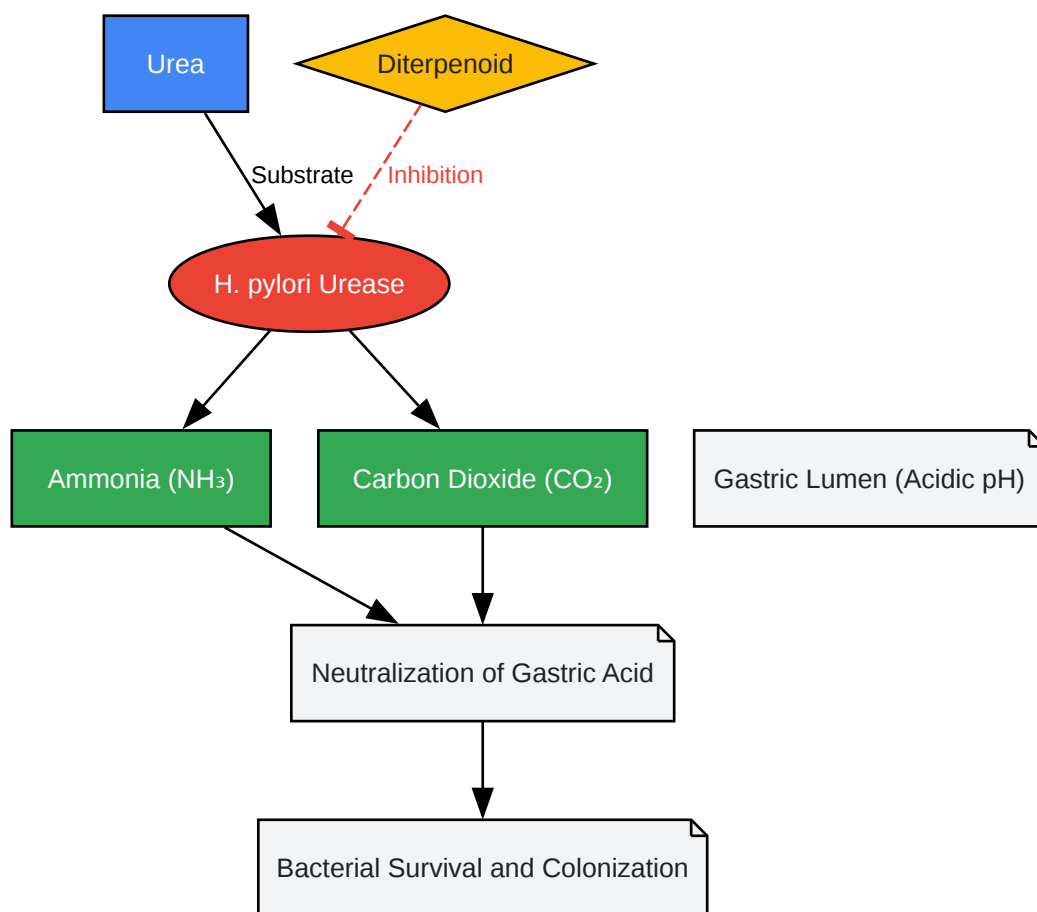 Urea
Diterpenoid
Substrate
Inhibition
H. pylori Urease
Ammonia (NH₃)
Carbon Dioxide (CO₂)
Gastric Lumen (Acidic pH)
Neutralization of Gastric Acid
Bacterial Survival and Colonization